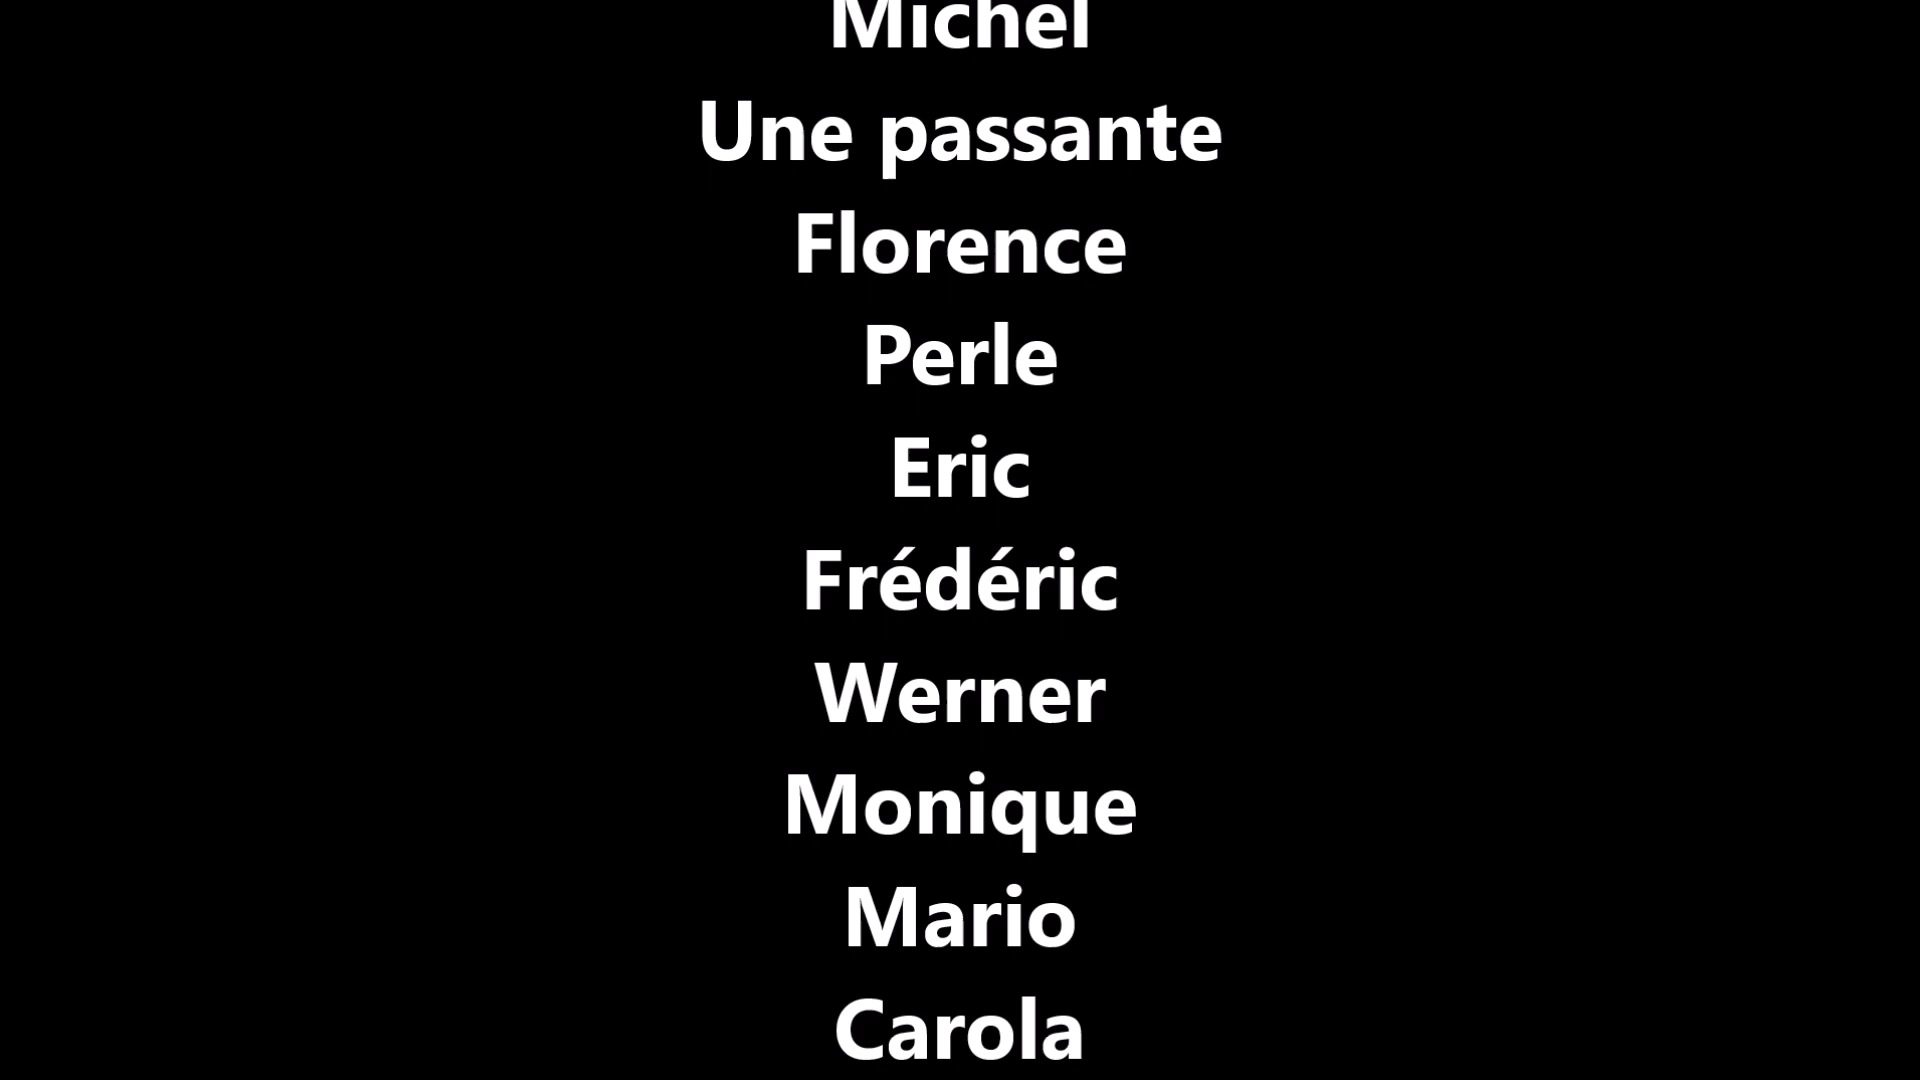 Michel
Une passante
Florence
Perle
Eric
Frédéric
Werner
Monique
Mario
Carola